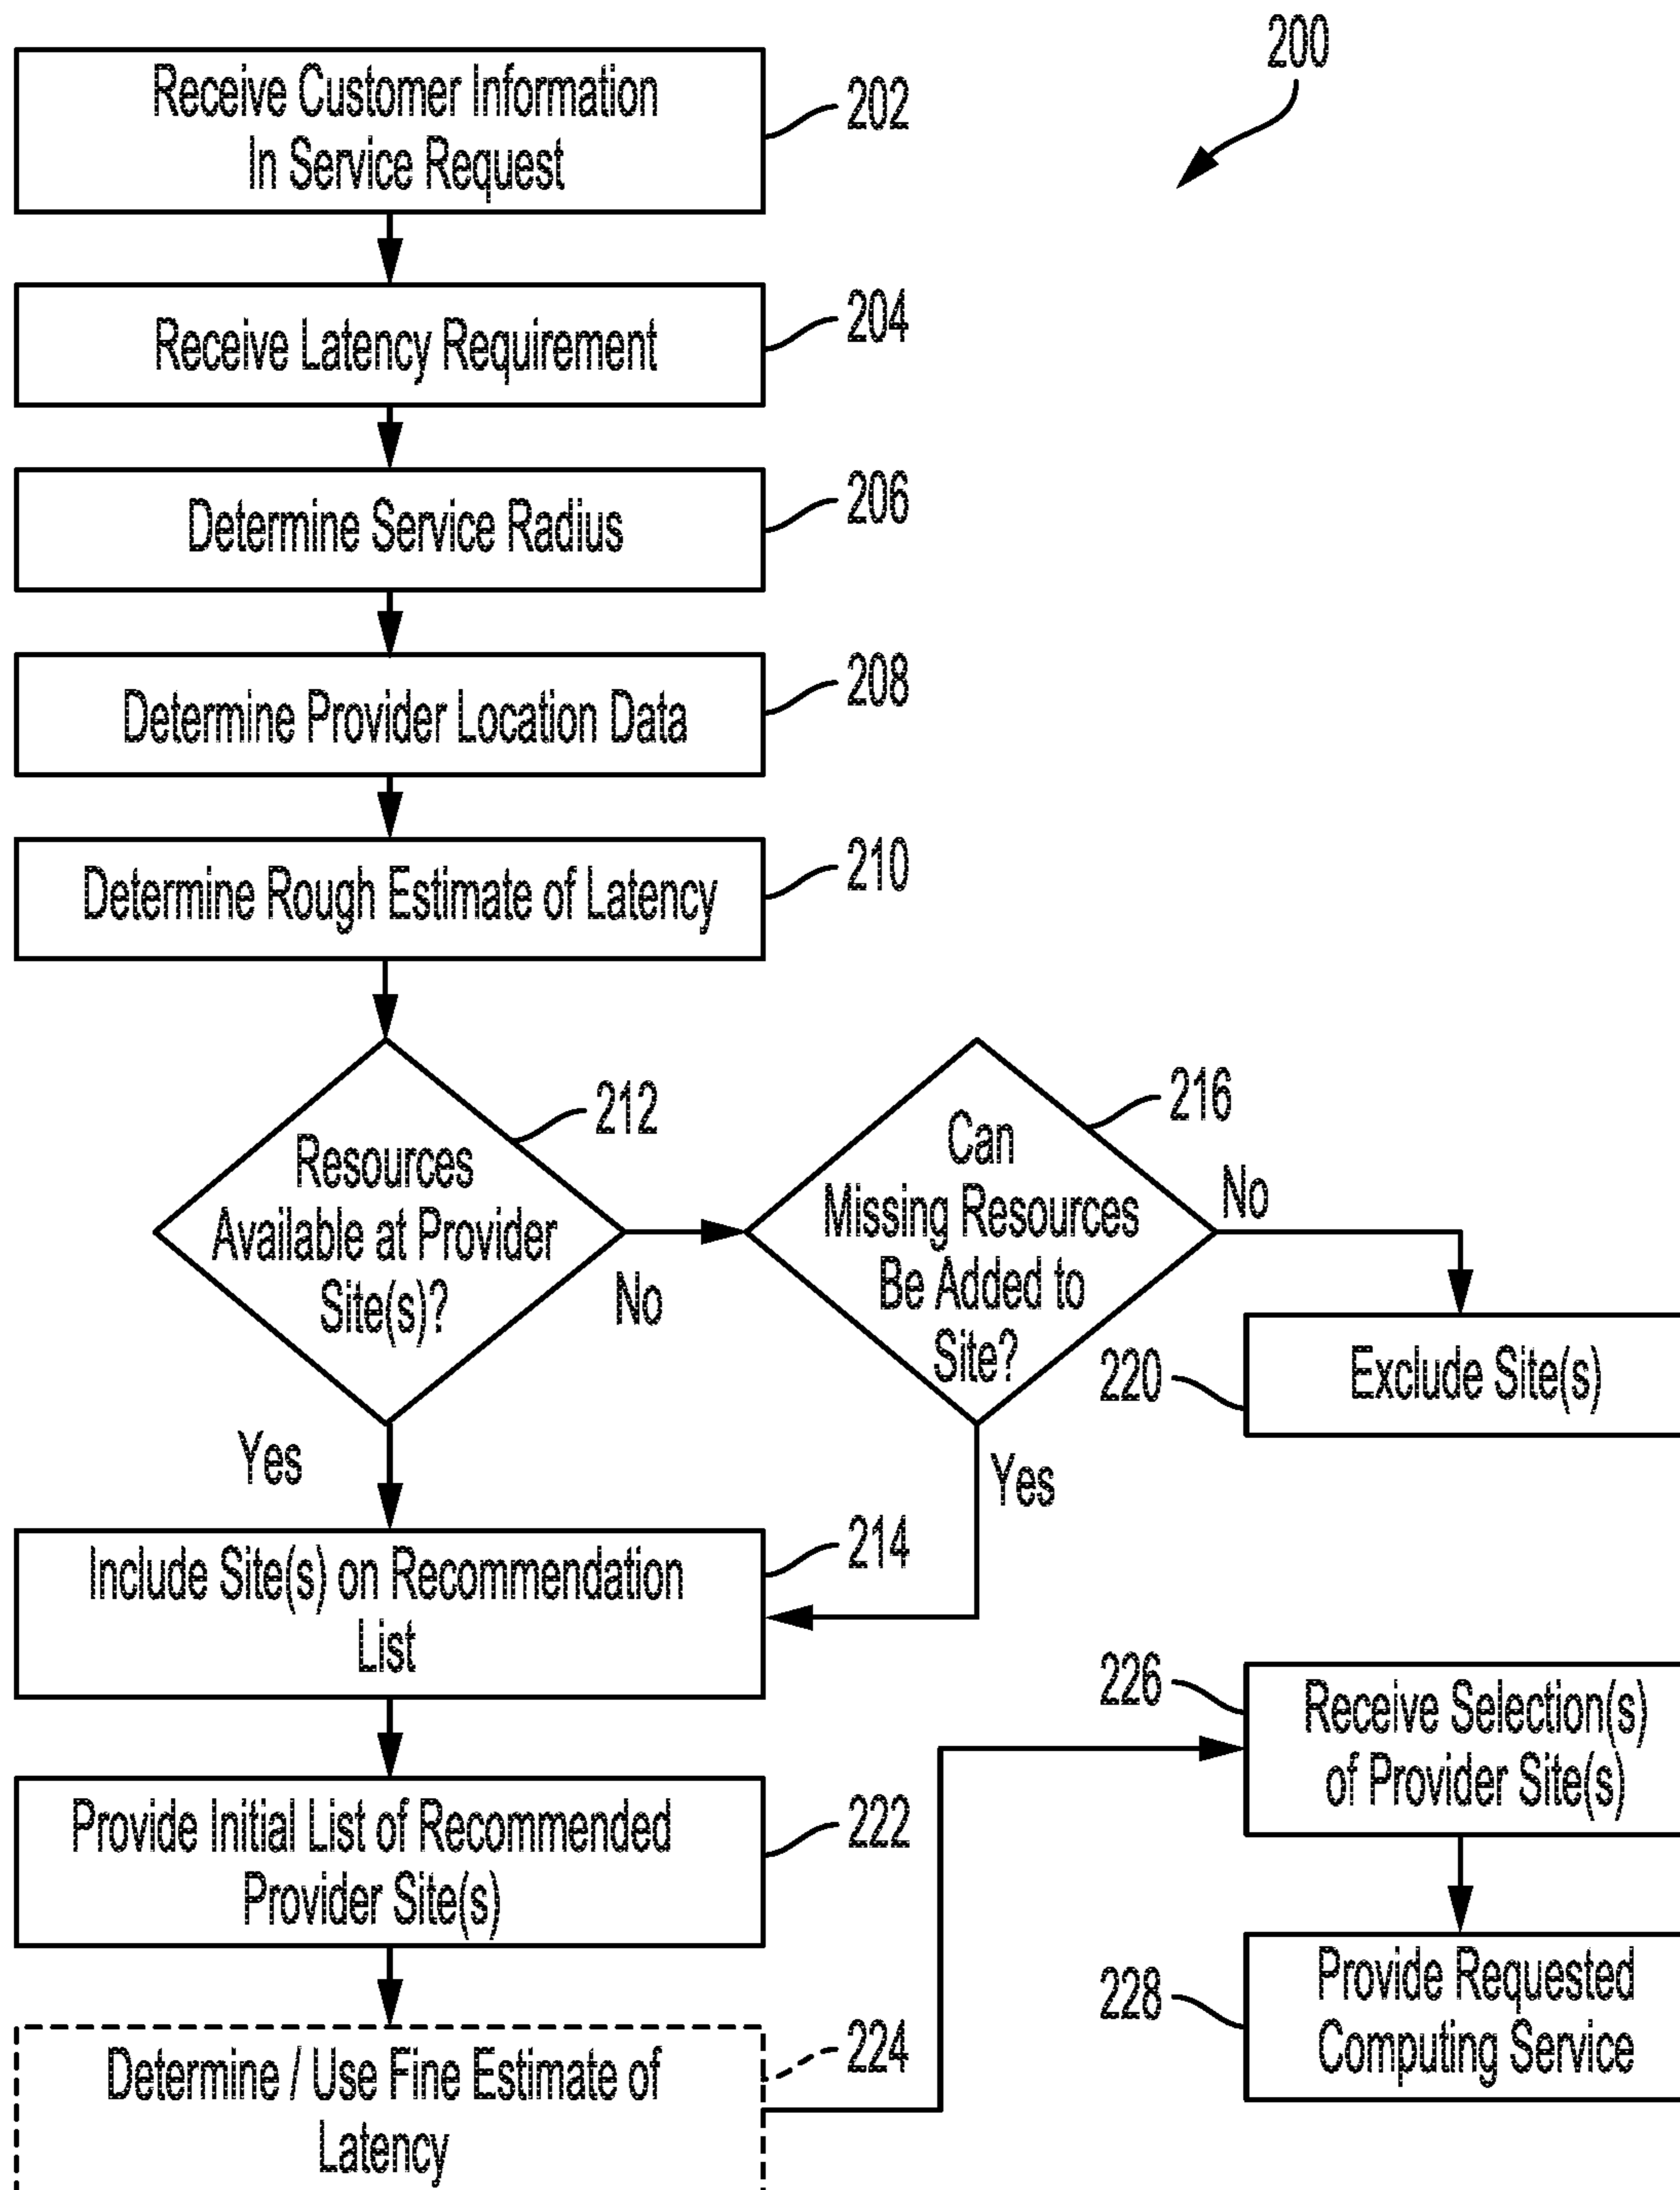 200
Receive Customer Information
In Service Request
202
Receive Latency Requirement
204
Determine Service Radius
206
Determine Provider Location Data
208
Determine Rough Estimate of Latency
210
Resources
Available at Provider
Site(s)?
212
No
Yes
Can
Missing Resources
Be Added to
Site?
216
No
Yes
220
Exclude Site(s)
Include Site(s) on Recommendation
List
214
Provide Initial List of Recommended
Provider Site(s)
222
Determine / Use Fine Estimate of
Latency
224
226
Receive Selection(s)
of Provider Site(s)
228
Provide Requested
Computing Service